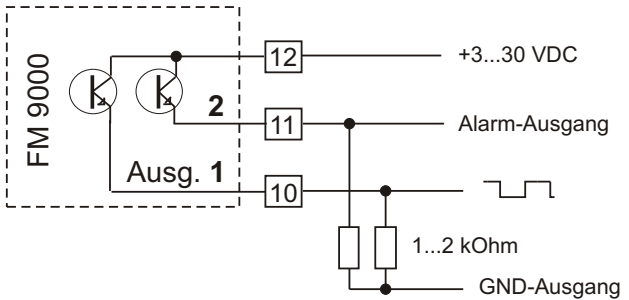 FM 9000
12
+3...30 VDC
2
11
Alarm-Ausgang
Ausg. 1
10
1...2 kOhm
GND-Ausgang